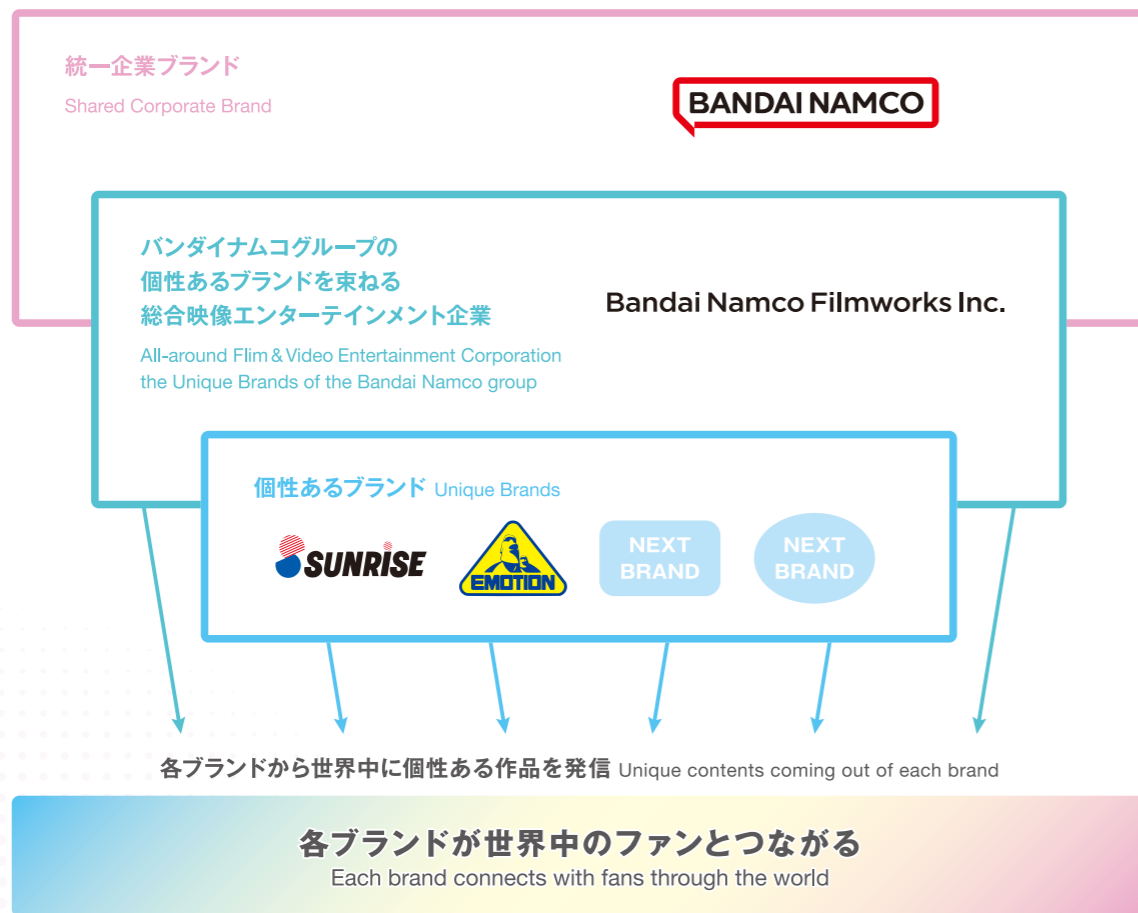 統一企業ブランド
Shared Corporate Brand
BANDAI NAMCO
バンダイナムコグループの
個性あるブランドを束ねる
総合映像エンターテインメント企業
Bandai Namco Filmworks Inc.
All-around Flim & Video Entertainment Corporation
the Unique Brands of the Bandai Namco group
個性あるブランド Unique Brands
SUNRISE
EMOTION
NEXT
BRAND
NEXT
BRAND
各ブランドから世界中に個性ある作品を発信 Unique contents coming out of each brand
各ブランドが世界中のファンとつながる
Each brand connects with fans through the world